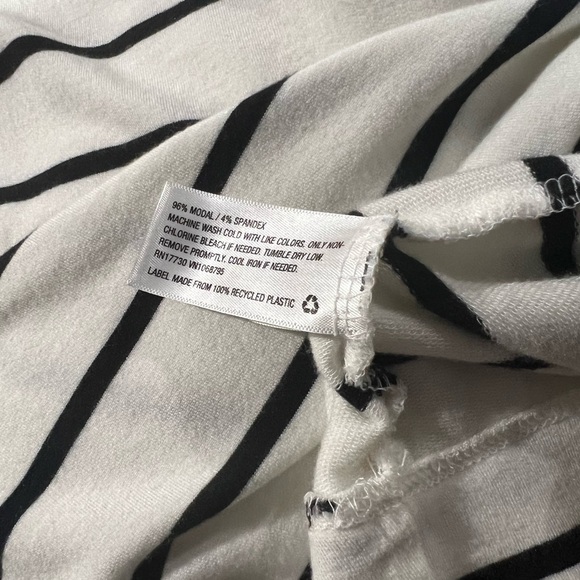 96% MODAL / 4% SPANDEX
MACHINE WASH COLD WITH LIKE COLORS. ONLY NON-
CHLORINE BLEACH IF NEEDED. TUMBLE DRY LOW.
REMOVE PROMPTLY. COOL IRON IF NEEDED.
RN17730 VN1068795
LABEL MADE FROM 100% RECYCLED PLASTIC